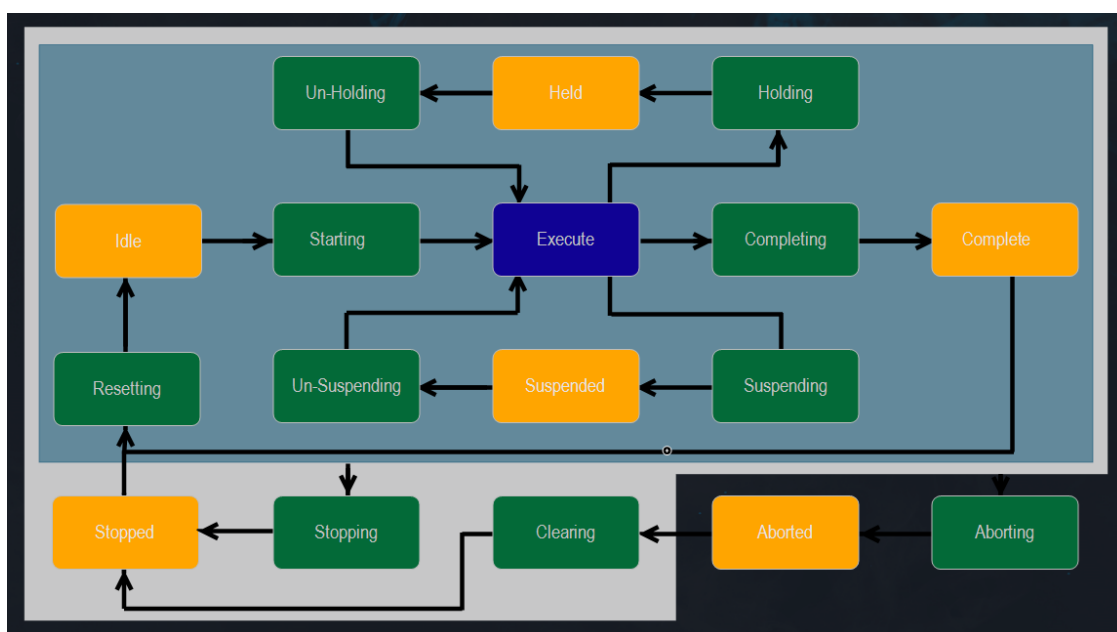 Un-Holding
Held
Holding
Idle
Starting
Execute
Completing
Complete
Resetting
Un-Suspending
Suspended
Suspending
Stopped
Stopping
Clearing
Aborted
Aborting